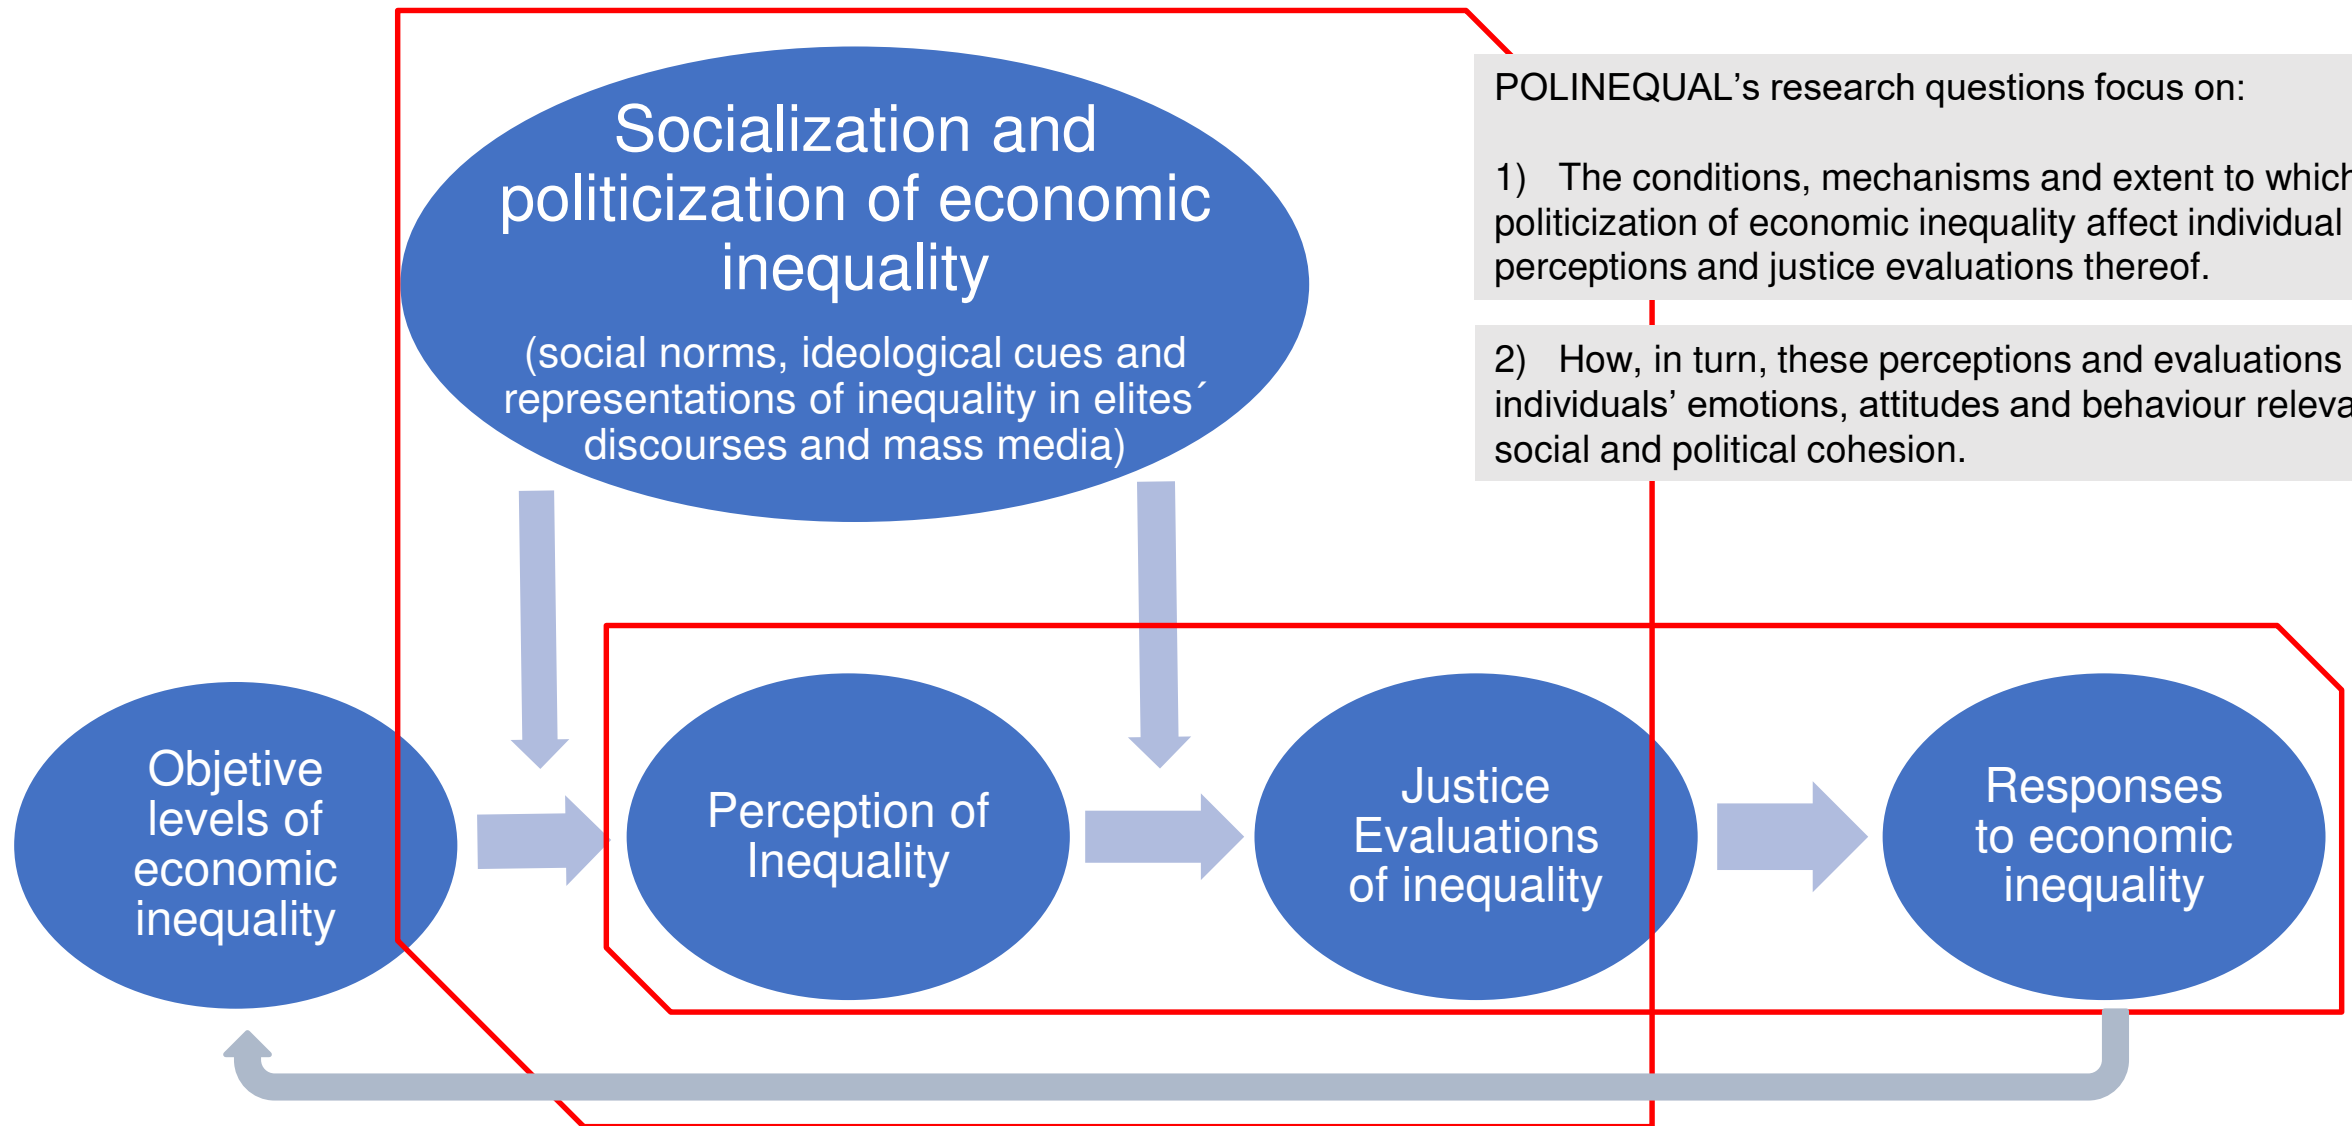 Socialization and
politicization of economic
inequality
(social norms, ideological cues and
representations of inequality in elites´
discourses and mass media)
POLINEQUAL’s research questions focus on:
1) The conditions, mechanisms and extent to which
politicization of economic inequality affect individual
perceptions and justice evaluations thereof.
2) How, in turn, these perceptions and evaluations
individuals’ emotions, attitudes and behaviour releva
social and political cohesion.
Objetive
levels of
economic
inequality
Perception of
Inequality
Justice
Evaluations
of inequality
Responses
to economic
inequality